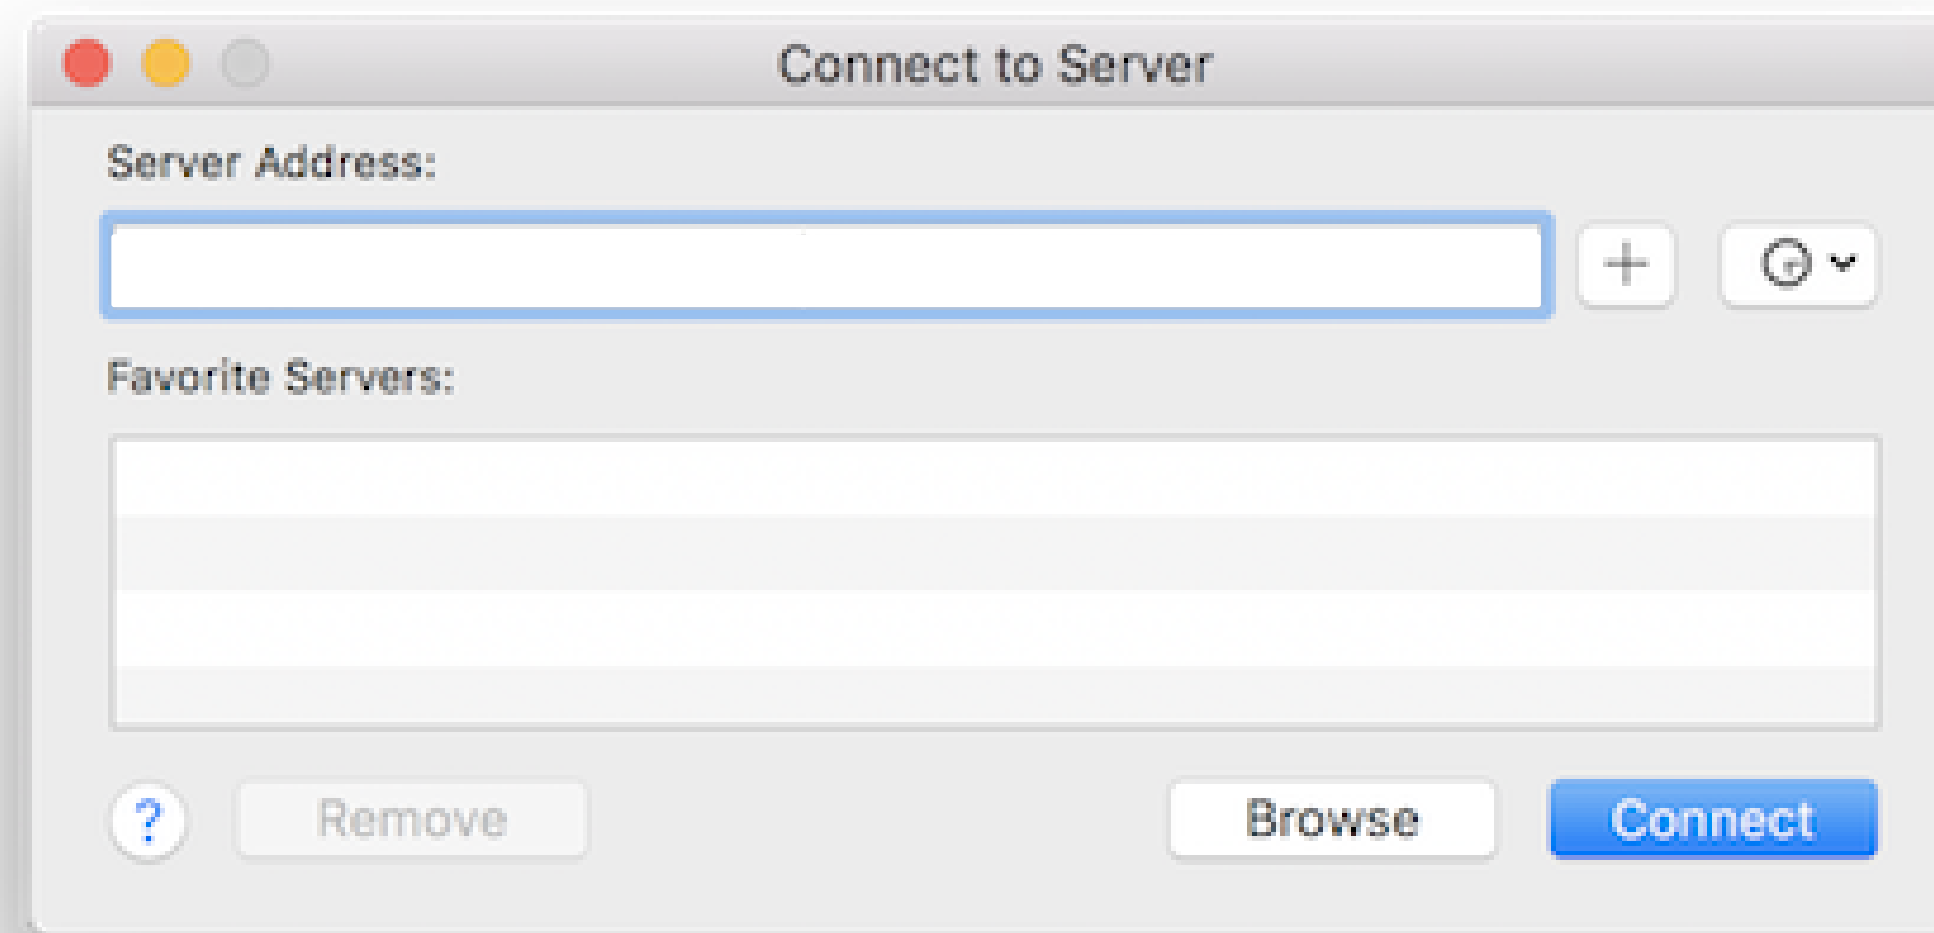 Connect to Server
Server Address:
Favorite Servers:
? Remove Browse Connect